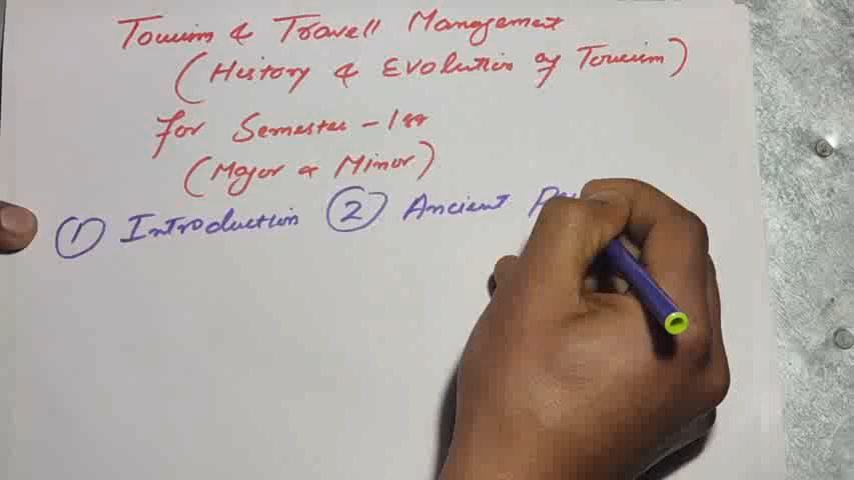 Tourism & Travell Management
(History & Evolution of Tourism)
for Semester - 1st
(Major & Minor)
① Introduction ② Ancient